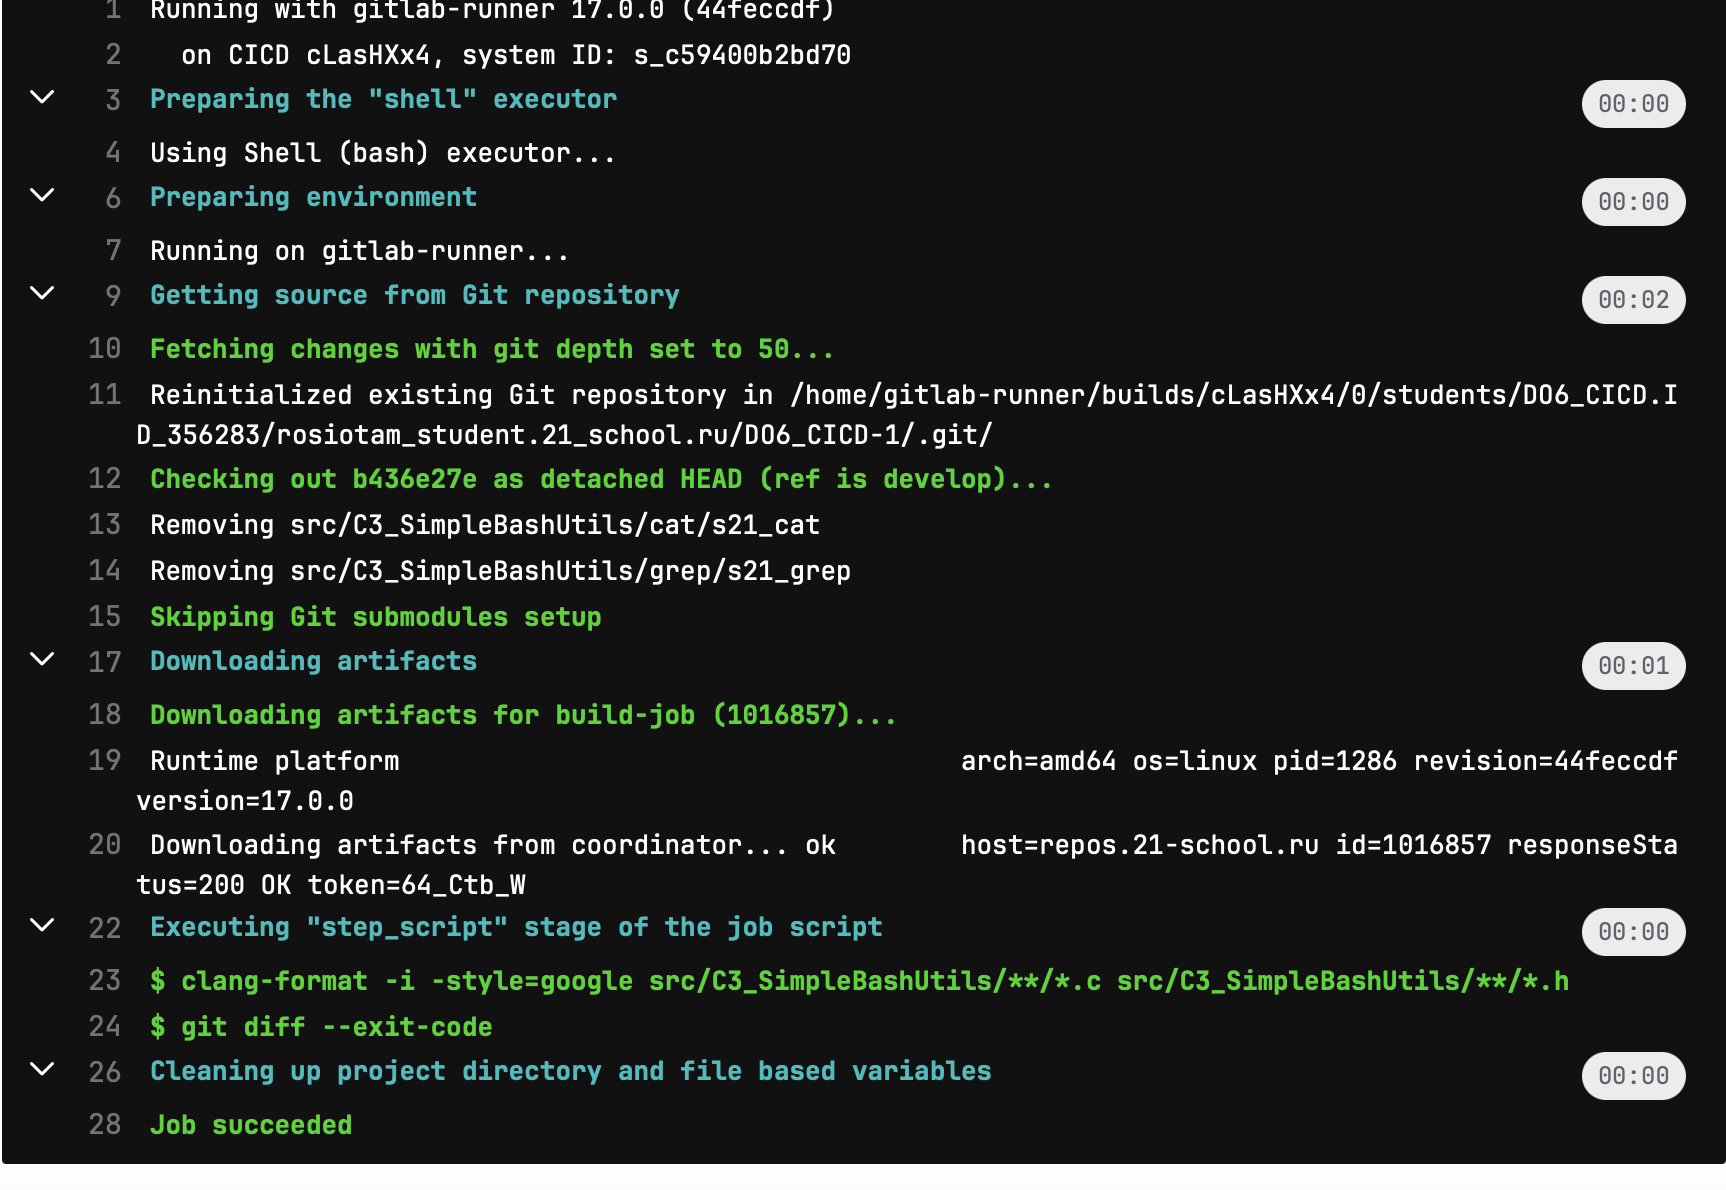 1 Running with gitlab-runner 17.0.0 (44feccdf)
2 on CICD cLasHXx4, system ID: s_c59400b2bd70
3 Preparing the "shell" executor 00:00
4 Using Shell (bash) executor...
6 Preparing environment 00:00
7 Running on gitlab-runner...
9 Getting source from Git repository 00:02
10 Fetching changes with git depth set to 50...
11 Reinitialized existing Git repository in /home/gitlab-runner/builds/cLasHXx4/0/students/DO6_CICD.I
D_356283/rosiotam_student.21_school.ru/DO6_CICD-1/.git/
12 Checking out b436e27e as detached HEAD (ref is develop)...
13 Removing src/C3_SimpleBashUtils/cat/s21_cat
14 Removing src/C3_SimpleBashUtils/grep/s21_grep
15 Skipping Git submodules setup
17 Downloading artifacts 00:01
18 Downloading artifacts for build-job (1016857)...
19 Runtime platform arch=amd64 os=linux pid=1286 revision=44feccdf
version=17.0.0
20 Downloading artifacts from coordinator... ok host=repos.21-school.ru id=1016857 responseSta
tus=200 OK token=64_Ctb_W
22 Executing "step_script" stage of the job script 00:00
23 $ clang-format -i -style=google src/C3_SimpleBashUtils/**/*.c src/C3_SimpleBashUtils/**/*.h
24 $ git diff --exit-code
26 Cleaning up project directory and file based variables 00:00
28 Job succeeded